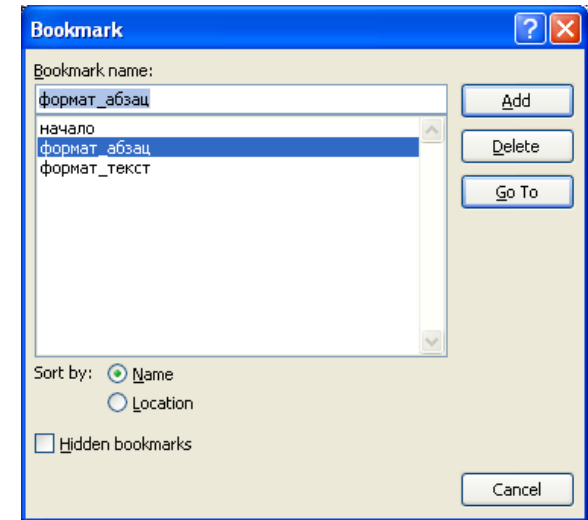 Bookmark
Bookmark name:
формат_абзац
Add
начало
формат_абзац
формат_текст
Delete
Go To
Sort by:
Name
Location
Hidden bookmarks
Cancel